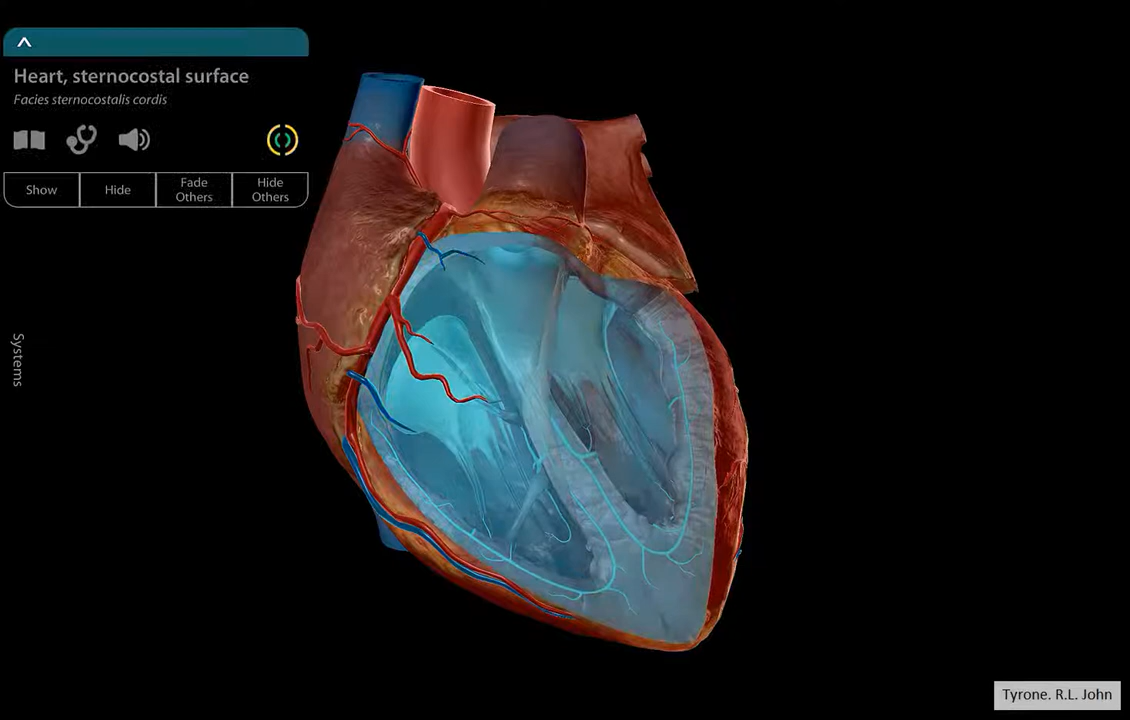 Heart, sternocostal surface
Facies sternocostalis cordis
Show
Hide
Fade
Others
Hide
Others
Systems
Tyrone. R.L. John